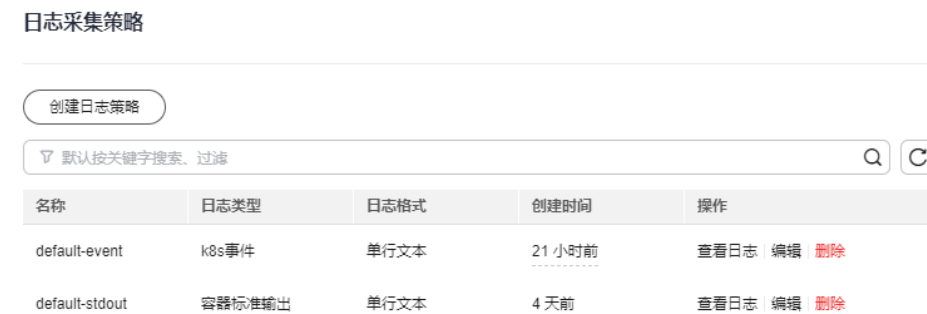 日志采集策略
创建日志策略
默认按关键字搜索、过滤
名称 日志类型 日志格式 创建时间 操作
default-event k8s事件 单行文本 21 小时前 查看日志 编辑 删除
default-stdout 容器标准输出 单行文本 4 天前 查看日志 编辑 删除